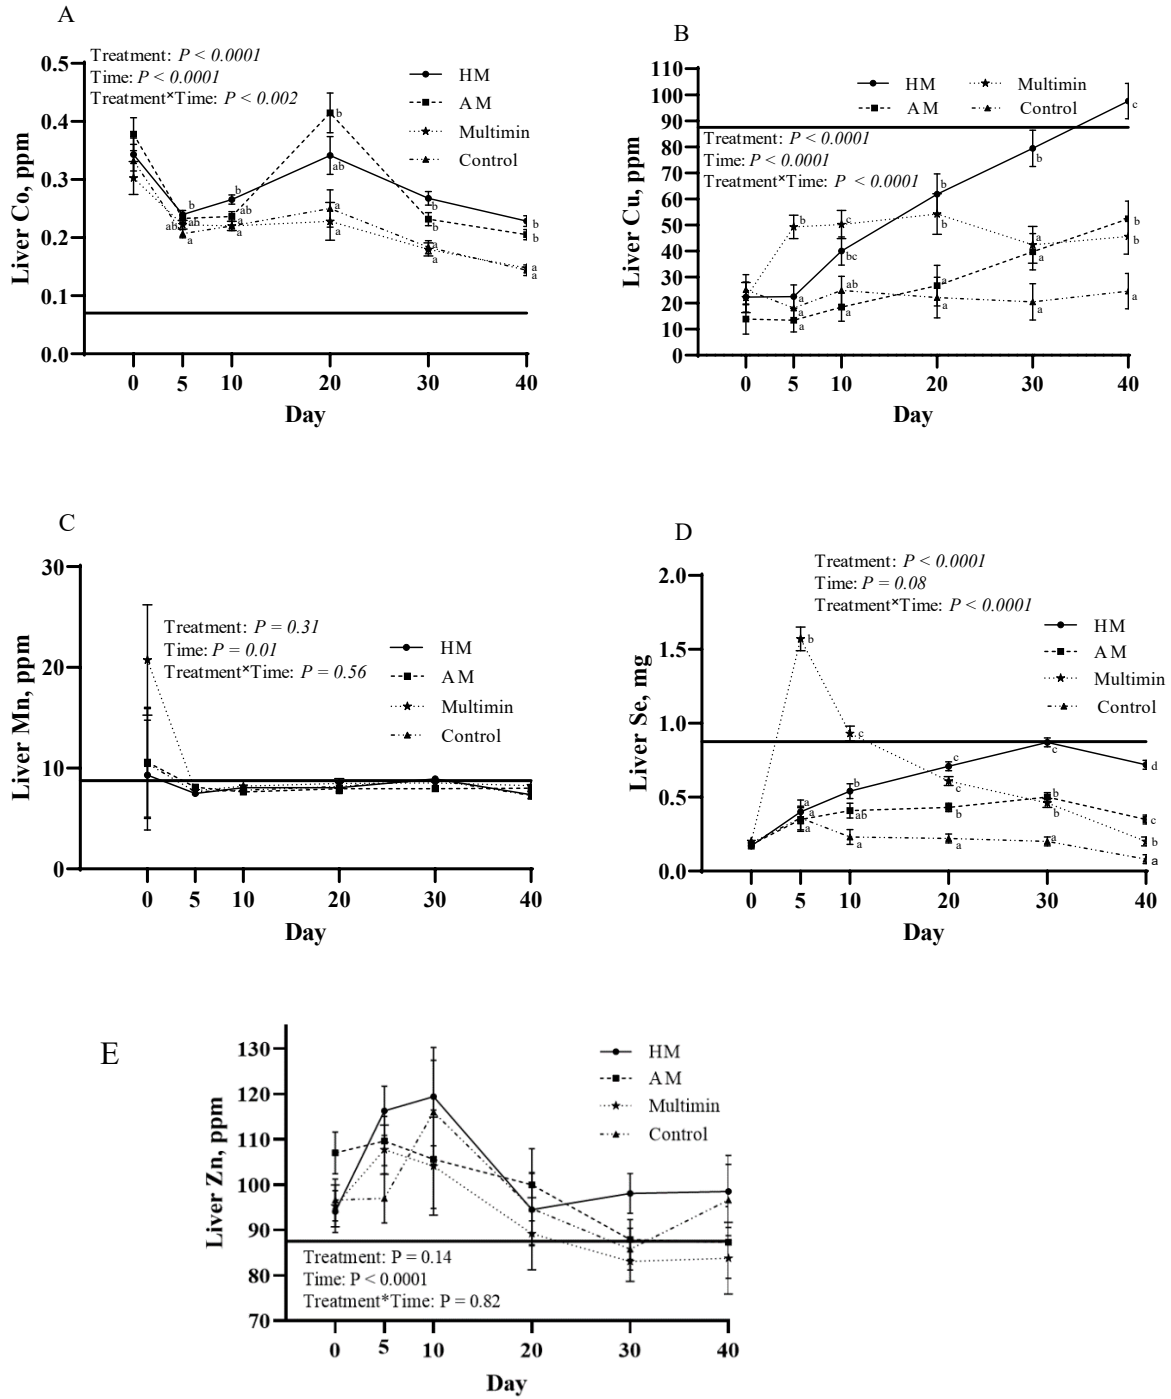 A
Treatment: P < 0.0001
Time: P < 0.0001
Treatment×Time: P < 0.002
HM
AM
Multimin
Control
Liver Co, ppm
0.5
0.4
0.3
0.2
0.1
0.0
b
ab
b
b
ab
ab
ab
a
a
a
a
a
b
b
a
a
b
b
a
a
0 5 10 20 30 40
Day
B
HM
AM
Multimin
Control
Treatment: P < 0.0001
Time: P < 0.0001
Treatment×Time: P < 0.0001
Liver Cu, ppm
110
100
90
80
70
60
50
40
30
20
10
0
c
b
b
b
c
b
bc
a
a
b
b
ab
a
a
a
a
a
a
a
a
0 5 10 20 30 40
Day
C
Treatment: P = 0.31
Time: P = 0.01
Treatment×Time: P = 0.56
HM
AM
Multimin
Control
Liver Mn, ppm
30
20
10
0
0 5 10 20 30 40
Day
D
Treatment: P < 0.0001
Time: P = 0.08
Treatment×Time: P < 0.0001
HM
AM
Multimin
Control
Liver Se, mg
2.0
1.5
1.0
0.5
0.0
b
c
c
c
d
a
b
c
b
a
ab
b
b
c
a
a
a
a
b
a
0 5 10 20 30 40
Day
E
HM
AM
Multimin
Control
Liver Zn, ppm
130
120
110
100
90
80
70
Treatment: P = 0.14
Time: P < 0.0001
Treatment*Time: P = 0.82
0 5 10 20 30 40
Day